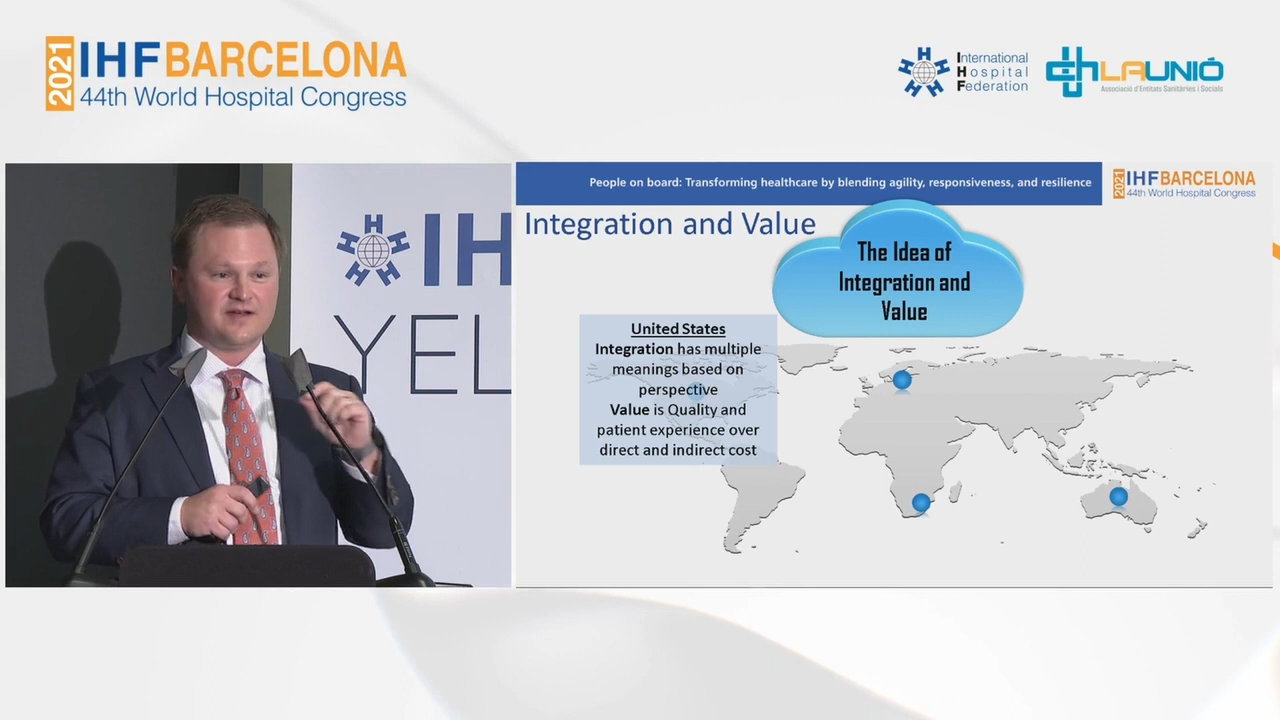 2021 IHF BARCELONA
44th World Hospital Congress
International
Hospital
Federation
LAUNIÓ
Associació d'Entitats Sanitàries i Socials
IH
YEL
People on board: Transforming healthcare by blending agility, responsiveness, and resilience
2021 IHF BARCELONA
44th World Hospital Congress
Integration and Value
The Idea of
Integration and
Value
United States
Integration has multiple
meanings based on
perspective
Value is Quality and
patient experience over
direct and indirect cost